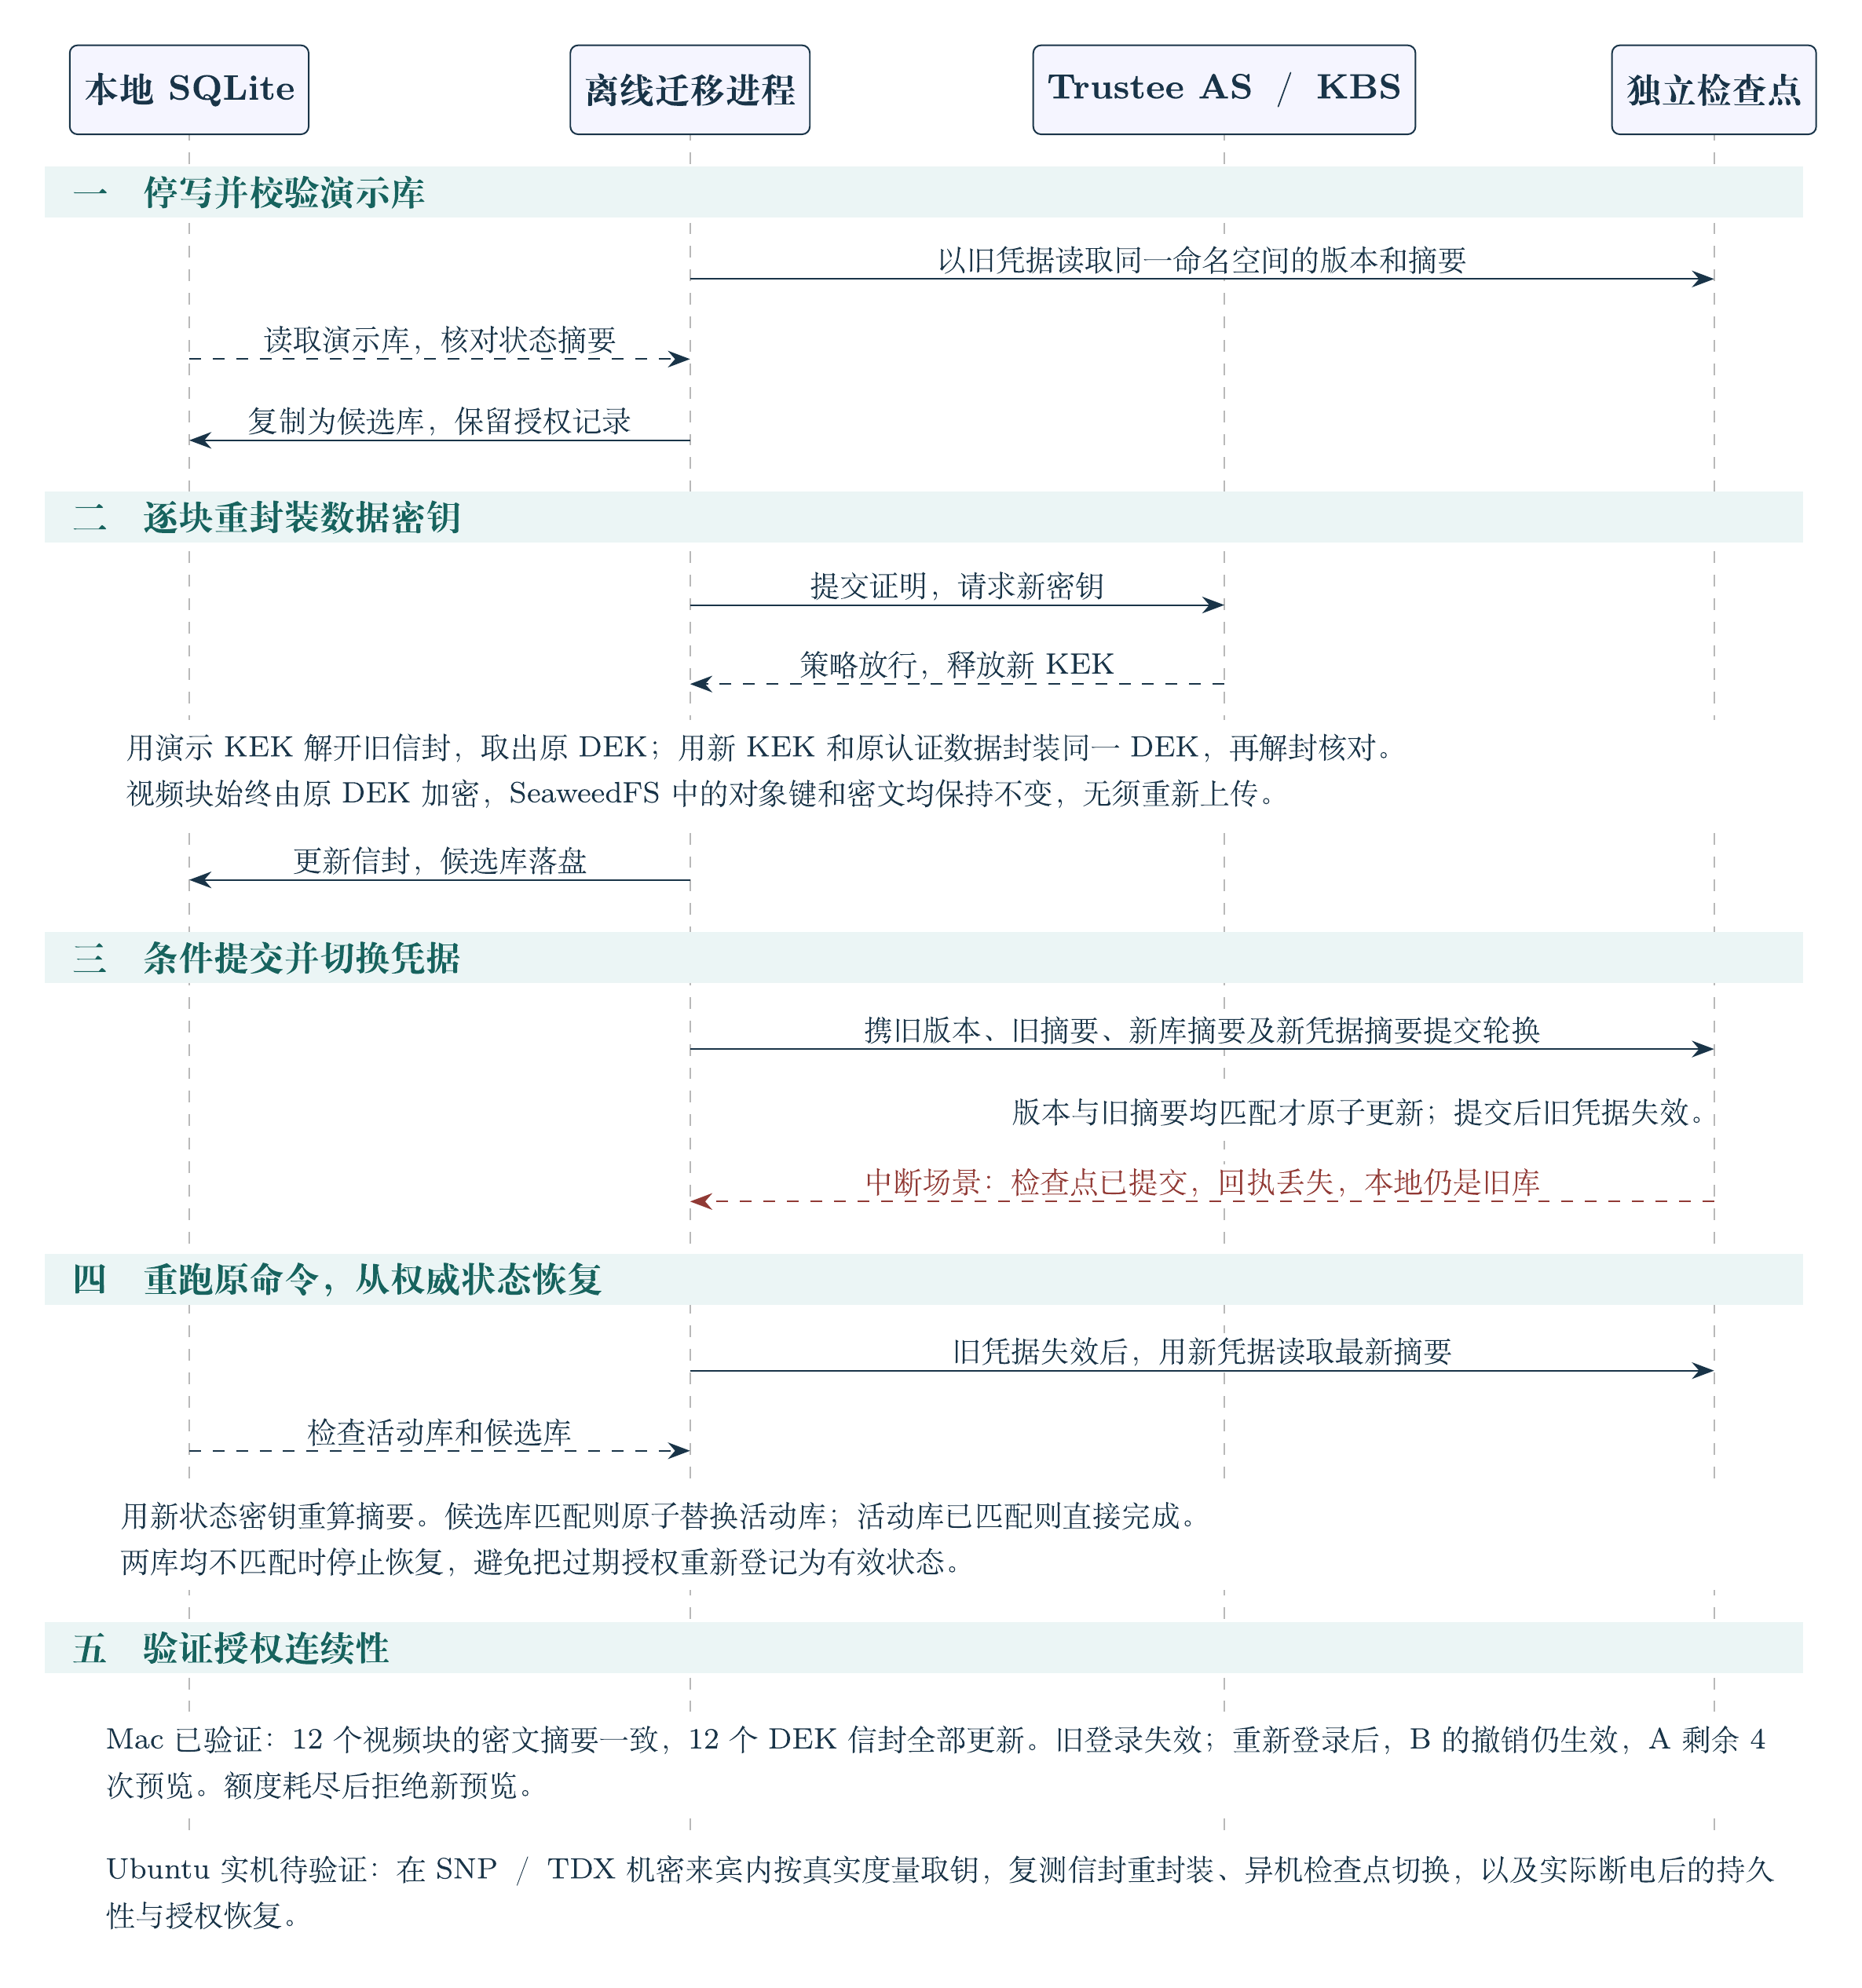 本地 SQLite
离线迁移进程
Trustee AS / KBS
独立检查点
一 停写并校验演示库
以旧凭据读取同一命名空间的版本和摘要
读取演示库，核对状态摘要
复制为候选库，保留授权记录
二 逐块重封装数据密钥
提交证明，请求新密钥
策略放行，释放新 KEK
用演示 KEK 解开旧信封，取出原 DEK；用新 KEK 和原认证数据封装同一 DEK，再解封核对。
视频块始终由原 DEK 加密，SeaweedFS 中的对象键和密文均保持不变，无须重新上传。
更新信封，候选库落盘
三 条件提交并切换凭据
携旧版本、旧摘要、新库摘要及新凭据摘要提交轮换
版本与旧摘要均匹配才原子更新；提交后旧凭据失效。
中断场景：检查点已提交，回执丢失，本地仍是旧库
四 重跑原命令，从权威状态恢复
旧凭据失效后，用新凭据读取最新摘要
检查活动库和候选库
用新状态密钥重算摘要。候选库匹配则原子替换活动库；活动库已匹配则直接完成。
两库均不匹配时停止恢复，避免把过期授权重新登记为有效状态。
五 验证授权连续性
Mac 已验证：12 个视频块的密文摘要一致，12 个 DEK 信封全部更新。旧登录失效；重新登录后，B 的撤销仍生效，A 剩余 4
次预览。额度耗尽后拒绝新预览。
Ubuntu 实机待验证：在 SNP / TDX 机密来宾内按真实度量取钥，复测信封重封装、异机检查点切换，以及实际断电后的持久
性与授权恢复。